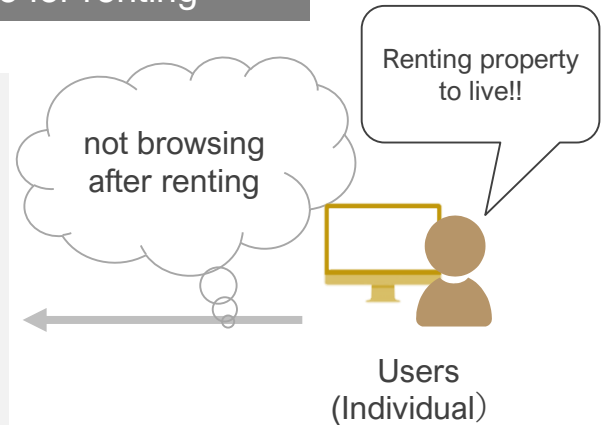 for renting
Renting property
to live!!
not browsing
after renting
Users
(Individual）